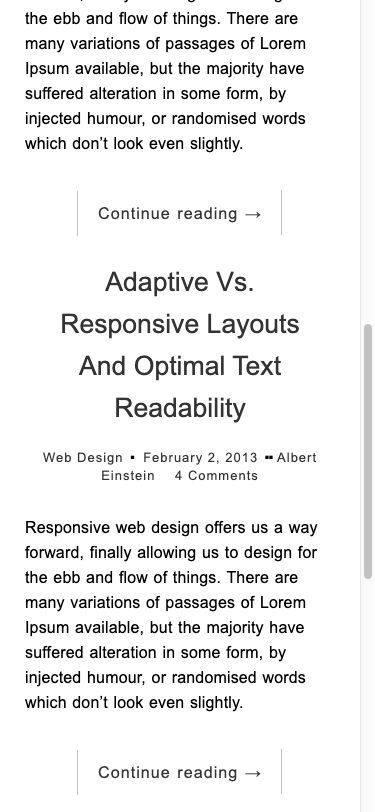 the ebb and flow of things. There are
many variations of passages of Lorem
Ipsum available, but the majority have
suffered alteration in some form, by
injected humour, or randomised words
which don’t look even slightly.
Continue reading →
Adaptive Vs.
Responsive Layouts
And Optimal Text
Readability
Web Design ▪ February 2, 2013 ▪▪ Albert
Einstein 4 Comments
Responsive web design offers us a way
forward, finally allowing us to design for
the ebb and flow of things. There are
many variations of passages of Lorem
Ipsum available, but the majority have
suffered alteration in some form, by
injected humour, or randomised words
which don’t look even slightly.
Continue reading →